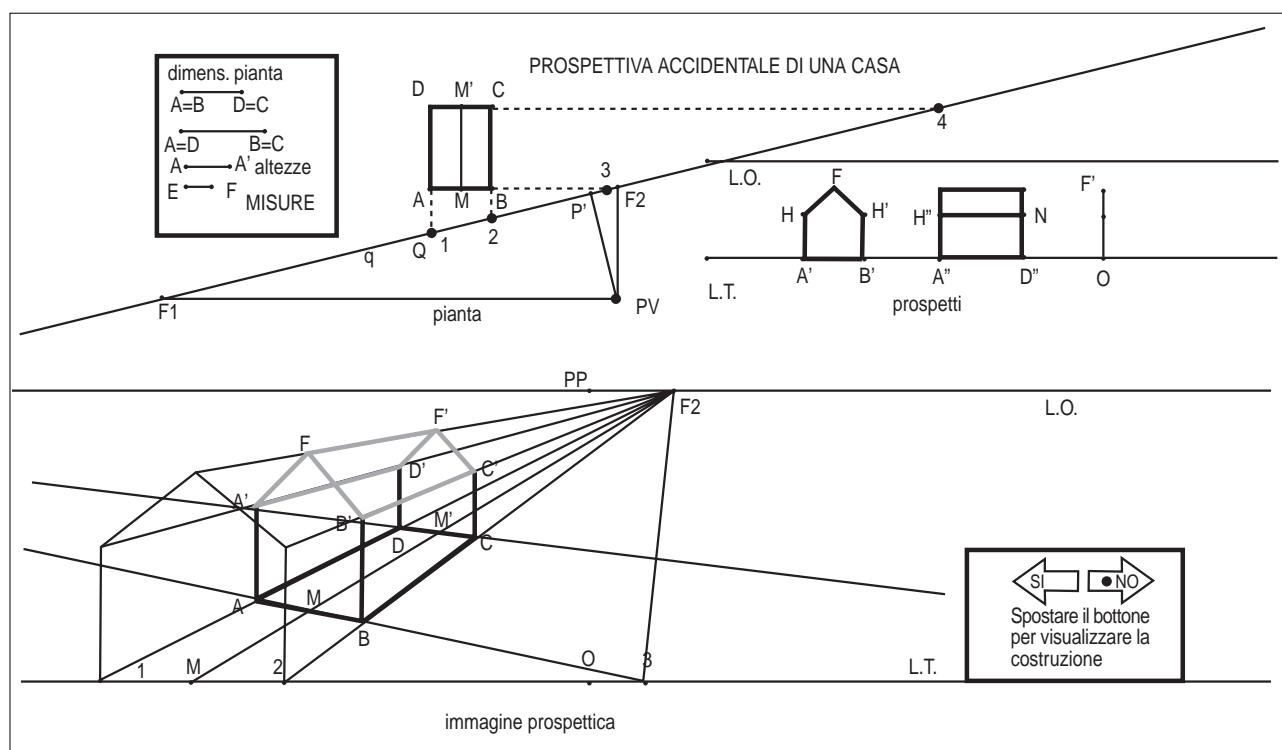 PROSPETTIVA ACCIDENTALE DI UNA CASA
dimens. pianta
A=B D=C
A=D B=C
A A' altezze
E F
MISURE
D M' C
A M B
3
F2
P'
4
Q 1 2
q
F1
PV
pianta
L.O.
F
H H'
H" N
F'
A' B' A" D" O
L.T.
prospetti
PP
F2
L.O.
F F'
A' B' D' C'
M'
D C
A M B
1 M 2 O 3
L.T.
immagine prospettica
SI NO
Spostare il bottone
per visualizzare la
costruzione